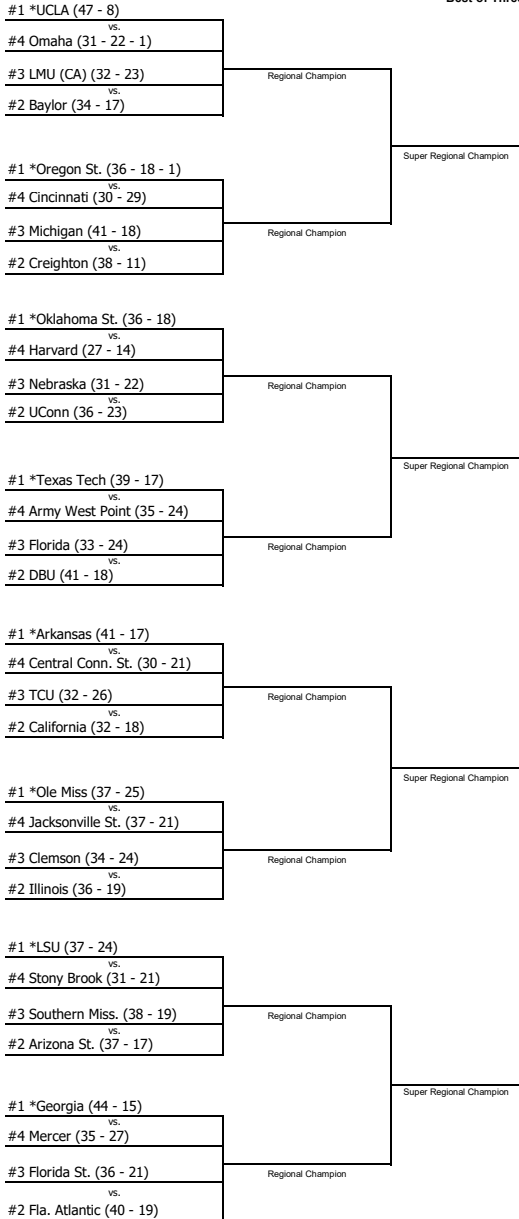 Best of Three
#1 *UCLA (47 - 8)
vs.
#4 Omaha (31 - 22 - 1)
#3 LMU (CA) (32 - 23)
vs.
#2 Baylor (34 - 17)
Regional Champion
Super Regional Champion
#1 *Oregon St. (36 - 18 - 1)
vs.
#4 Cincinnati (30 - 29)
#3 Michigan (41 - 18)
vs.
#2 Creighton (38 - 11)
Regional Champion
#1 *Oklahoma St. (36 - 18)
vs.
#4 Harvard (27 - 14)
#3 Nebraska (31 - 22)
vs.
#2 UConn (36 - 23)
Regional Champion
Super Regional Champion
#1 *Texas Tech (39 - 17)
vs.
#4 Army West Point (35 - 24)
#3 Florida (33 - 24)
vs.
#2 DBU (41 - 18)
Regional Champion
#1 *Arkansas (41 - 17)
vs.
#4 Central Conn. St. (30 - 21)
#3 TCU (32 - 26)
vs.
#2 California (32 - 18)
Regional Champion
Super Regional Champion
#1 *Ole Miss (37 - 25)
vs.
#4 Jacksonville St. (37 - 21)
#3 Clemson (34 - 24)
vs.
#2 Illinois (36 - 19)
Regional Champion
#1 *LSU (37 - 24)
vs.
#4 Stony Brook (31 - 21)
#3 Southern Miss. (38 - 19)
vs.
#2 Arizona St. (37 - 17)
Regional Champion
Super Regional Champion
#1 *Georgia (44 - 15)
vs.
#4 Mercer (35 - 27)
#3 Florida St. (36 - 21)
vs.
#2 Fla. Atlantic (40 - 19)
Regional Champion